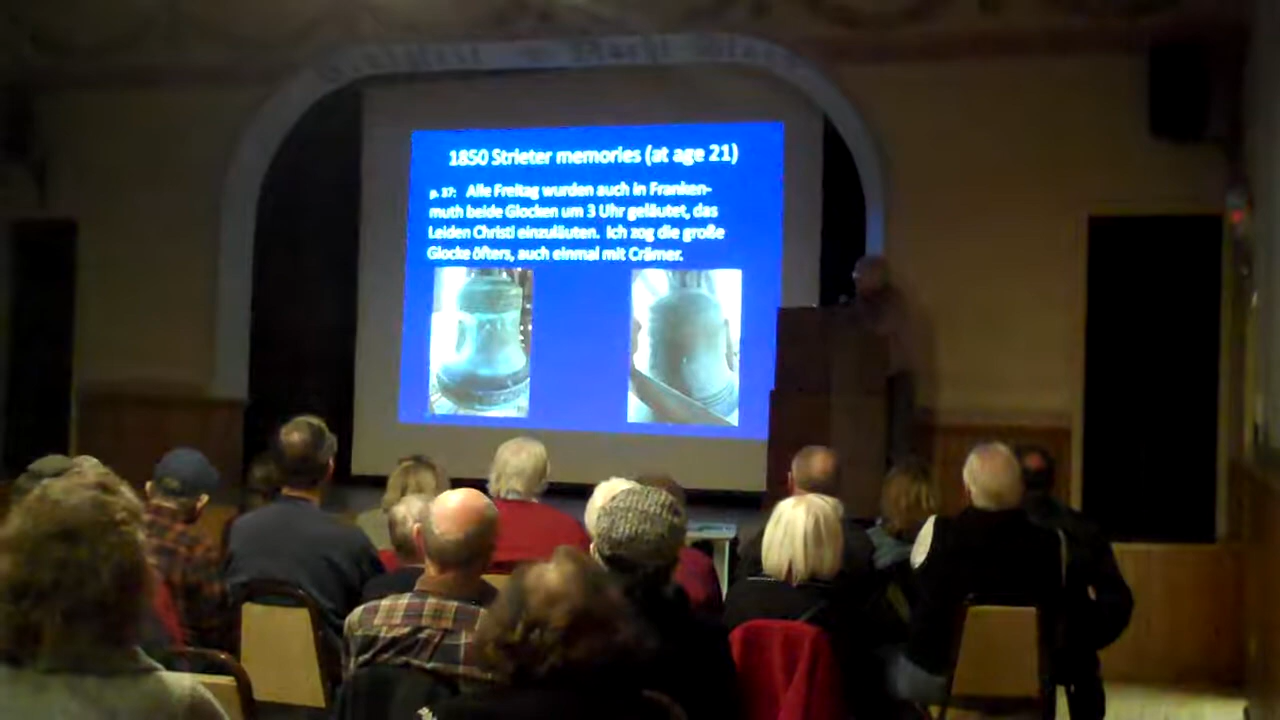 1850 Strieter memories (at age 21)
p. 37: Alle Freitag wurden auch in Franken-
muth beide Glocken um 3 Uhr geläutet, das
Leiden Christi einzuläuten. Ich zog die große
Glocke öfters, auch einmal mit Crämer.